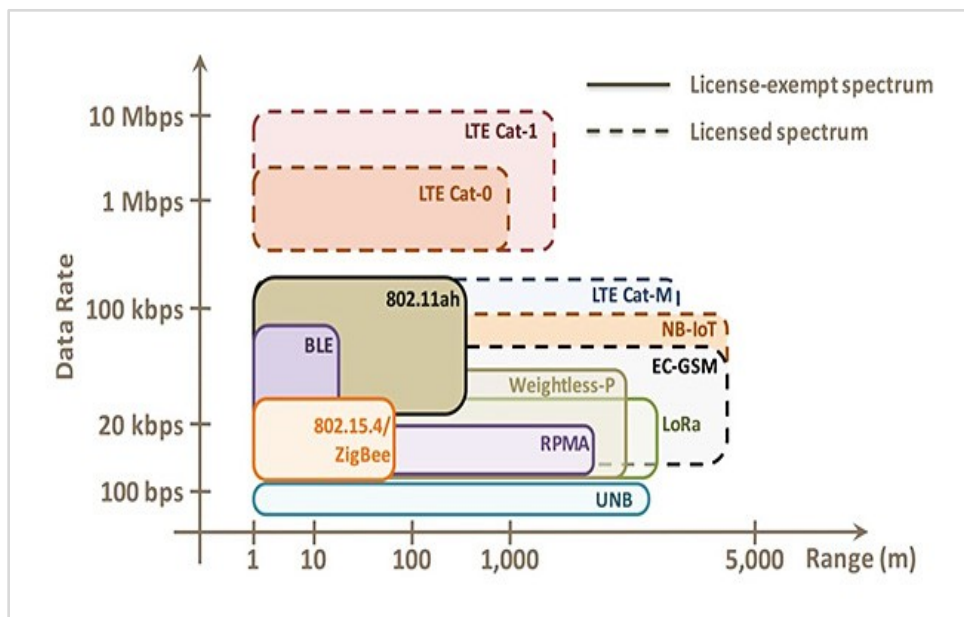 License-exempt spectrum
Licensed spectrum
10 Mbps
LTE Cat-1
LTE Cat-0
1 Mbps
Data Rate
802.11ah
LTE Cat-M
100 kbps
NB-IoT
BLE
EC-GSM
Weightless-P
20 kbps
802.15.4/
ZigBee
RPMA
LoRa
100 bps
UNB
1 10 100 1,000 5,000 Range (m)